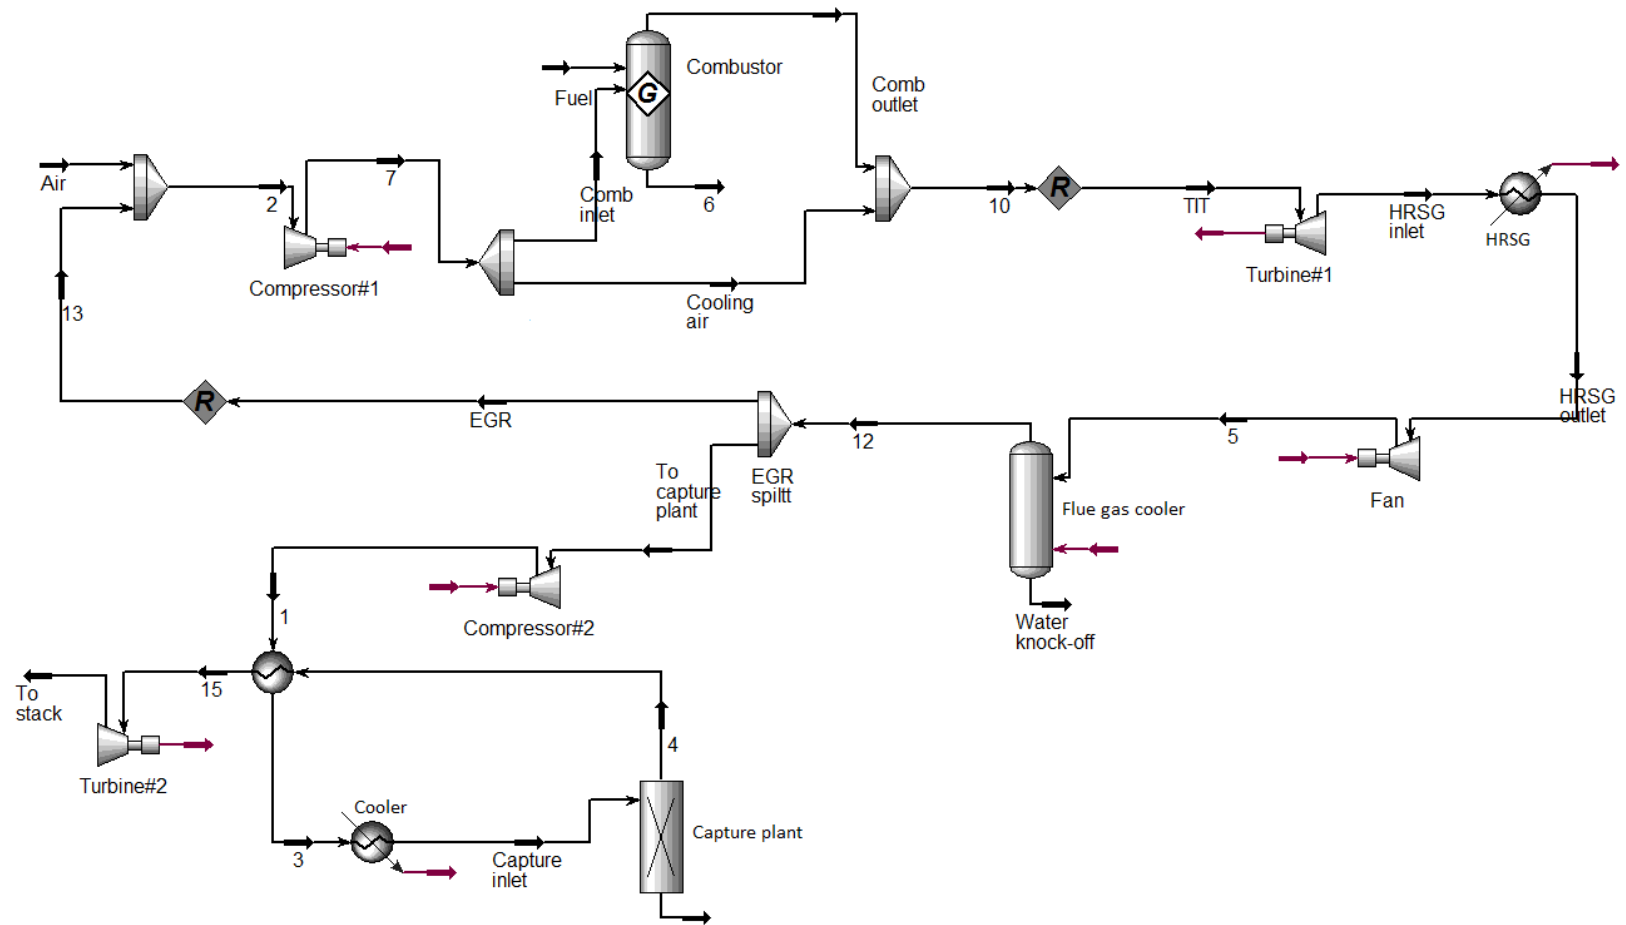 Combustor
Fuel
G
Comb
outlet
Air
7
2
Comb
inlet
6
10
R
TIT
HRSG
inlet
HRSG
Compressor#1
Turbine#1
Cooling
air
13
R
EGR
12
5
HRSG
outlet
To
capture
plant
EGR
spiltt
Flue gas cooler
Fan
1
Compressor#2
Water
knock-off
15
To
stack
4
Turbine#2
Cooler
Capture plant
3
Capture
inlet